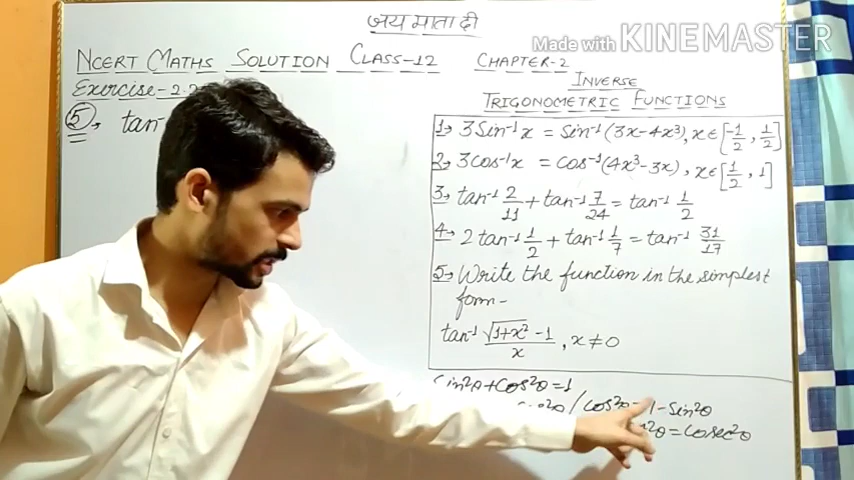 जय माता दी
Made with KINEMASTER
NCERT MATHS SOLUTION CLASS-12 CHAPTER-2
INVERSE
TRIGONOMETRIC FUNCTIONS
Exercise-2.2
5 tan
1→ 3Sin⁻¹x = Sin⁻¹(3x-4x³), x∈[-1/2, 1/2]
2→ 3cos⁻¹x = cos⁻¹(4x³-3x), x∈[1/2, 1]
3→ tan⁻¹ 2/11 + tan⁻¹ 7/24 = tan⁻¹ 1/2
4→ 2tan⁻¹ 1/2 + tan⁻¹ 1/7 = tan⁻¹ 31/17
5→ Write the function in the simplest
form-
tan⁻¹ √(1+x²) -1 / x, x≠0
Sin²θ+Cos²θ=1
/ cos²θ=1-Sin²θ
=cosec²θ